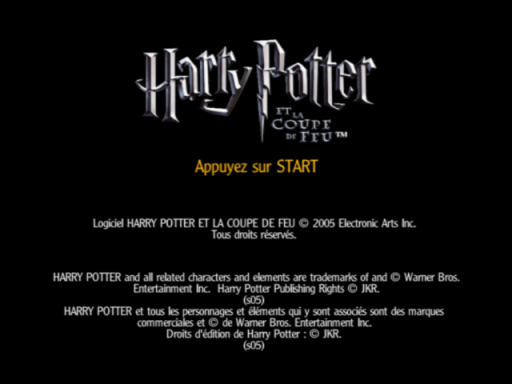 Harry Potter
ET LA
COUPE
DE FEU™
Appuyez sur START
Logiciel HARRY POTTER ET LA COUPE DE FEU © 2005 Electronic Arts Inc.
Tous droits réservés.
HARRY POTTER and all related characters and elements are trademarks of and © Warner Bros.
Entertainment Inc.  Harry Potter Publishing Rights © JKR.
(s05)
HARRY POTTER et tous les personnages et éléments qui y sont associés sont des marques
commerciales et © de Warner Bros. Entertainment Inc.
Droits d'édition de Harry Potter : © JKR.
(s05)